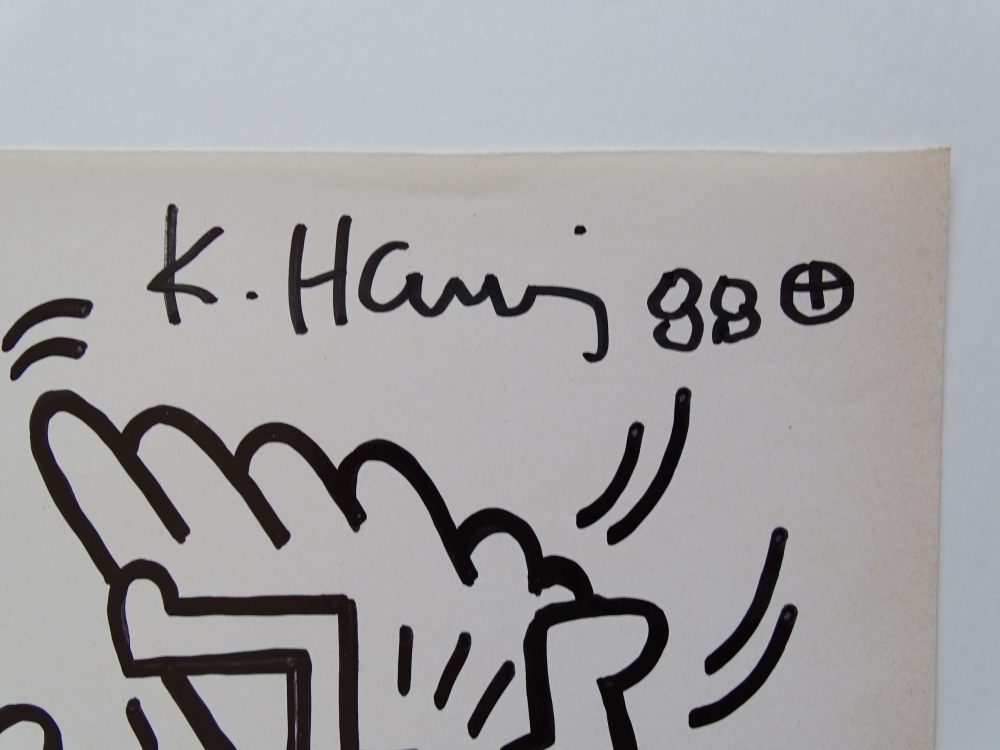 K. Haring 88 ⊕